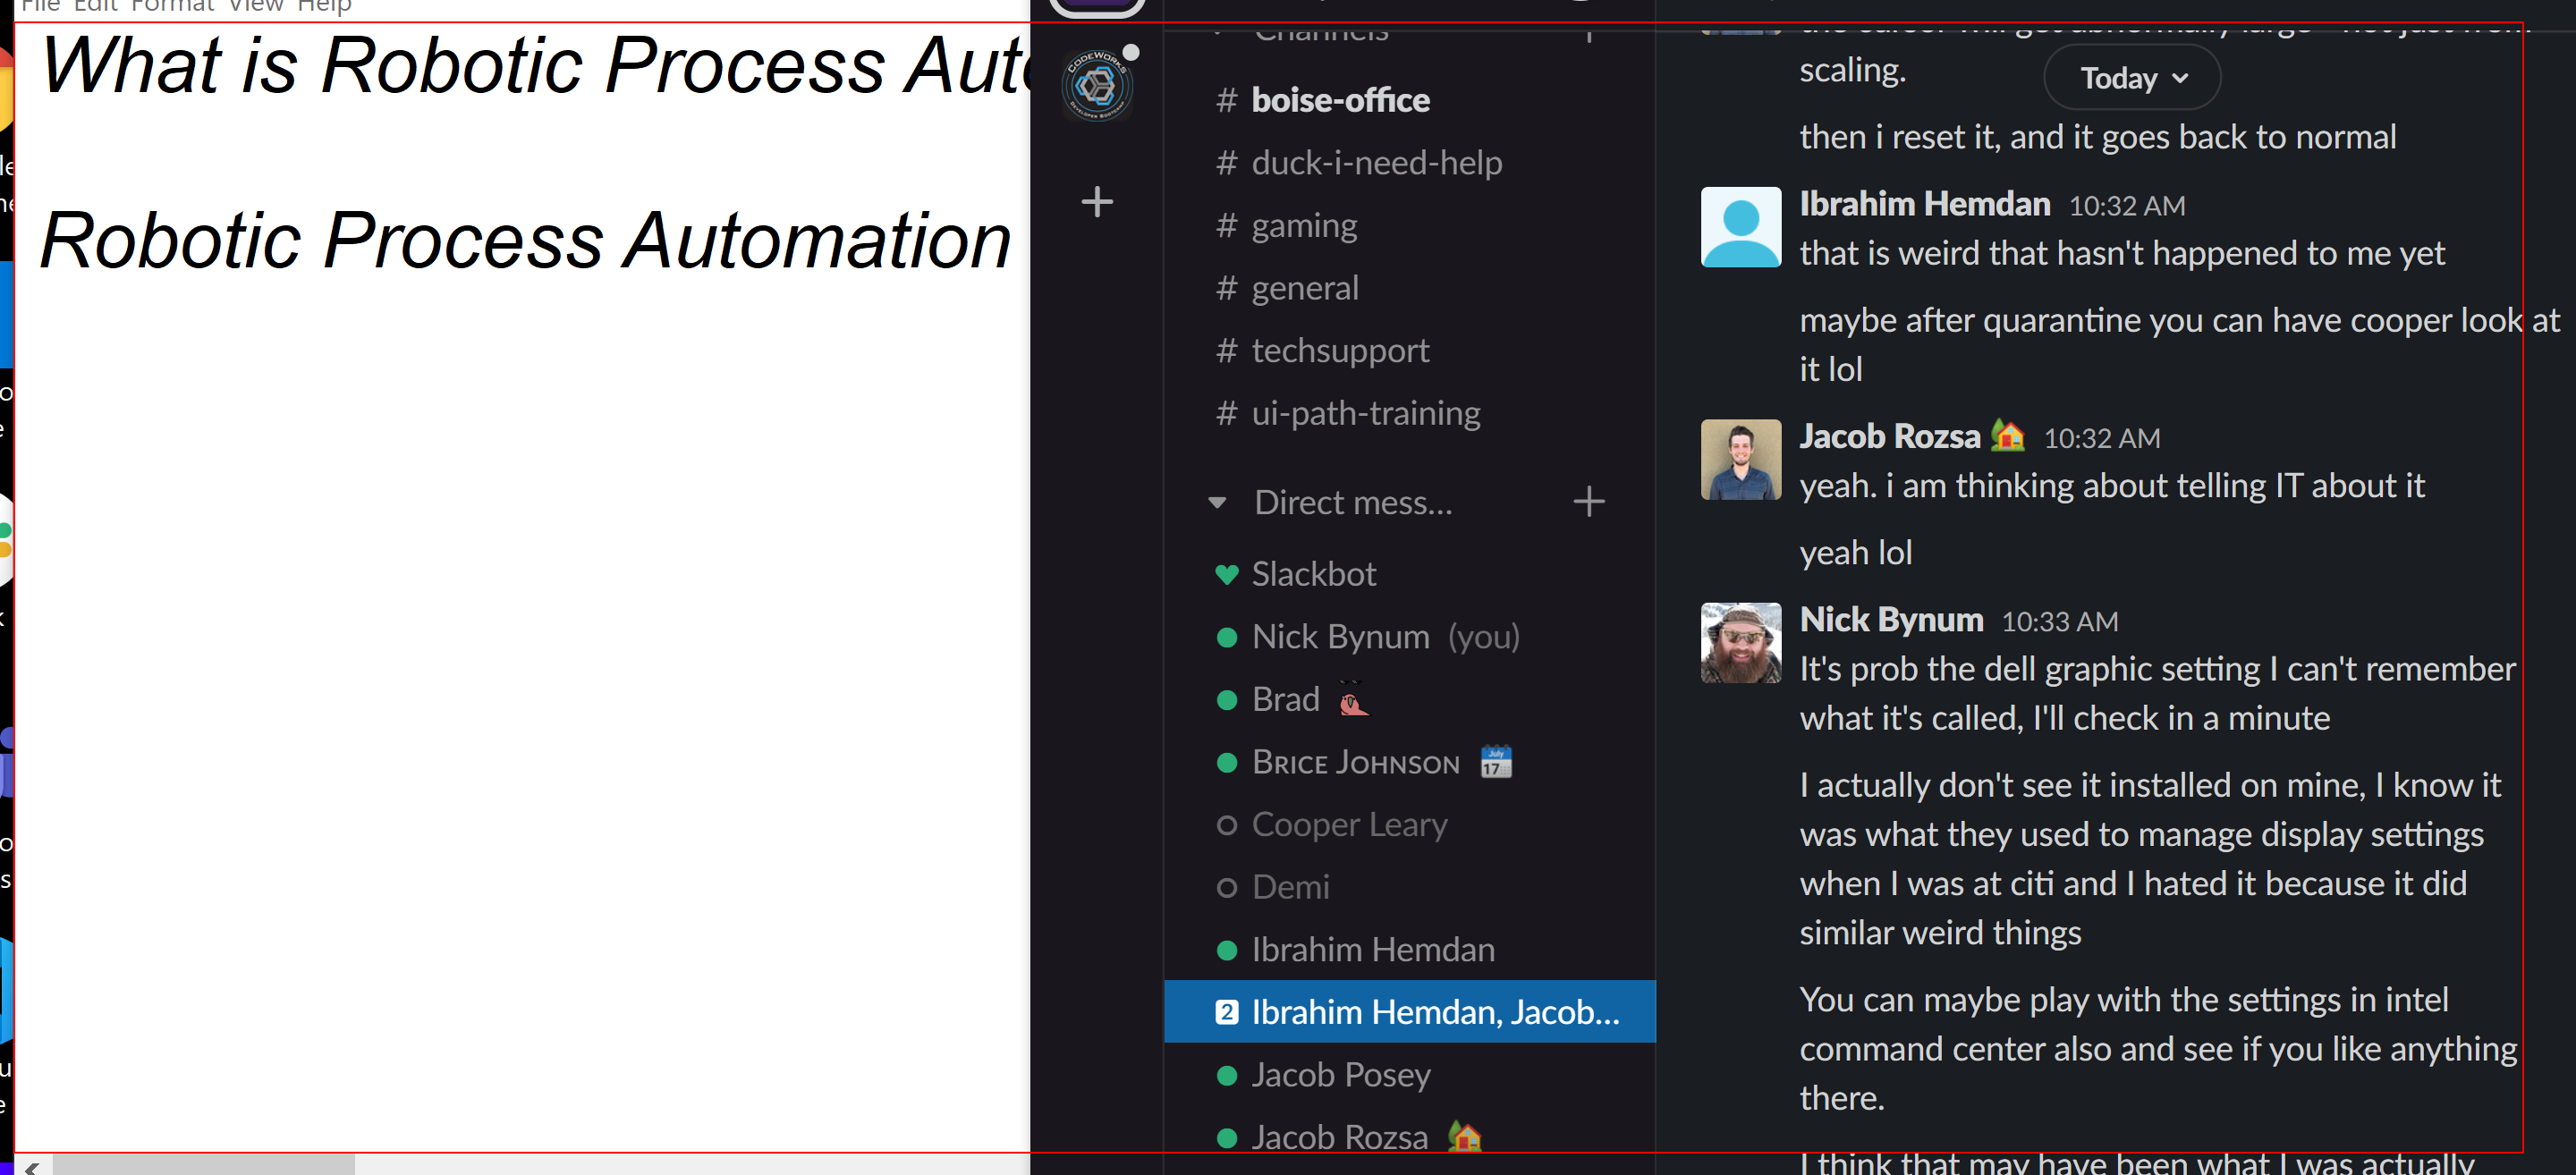 File Edit Format View Help
What is Robotic Process Auto
Robotic Process Automation
CODEWORKS
DEVELOPER BOOTCAMP
Channels
# boise-office
# duck-i-need-help
# gaming
# general
# techsupport
# ui-path-training
Direct mess...
Slackbot
Nick Bynum (you)
Brad
BRICE JOHNSON
July
17
Cooper Leary
Demi
Ibrahim Hemdan
2 Ibrahim Hemdan, Jacob...
Jacob Posey
Jacob Rozsa
scaling.
Today
then i reset it, and it goes back to normal
Ibrahim Hemdan 10:32 AM
that is weird that hasn't happened to me yet
maybe after quarantine you can have cooper look at
it lol
Jacob Rozsa 10:32 AM
yeah. i am thinking about telling IT about it
yeah lol
Nick Bynum 10:33 AM
It's prob the dell graphic setting I can't remember
what it's called, I'll check in a minute
I actually don't see it installed on mine, I know it
was what they used to manage display settings
when I was at citi and I hated it because it did
similar weird things
You can maybe play with the settings in intel
command center also and see if you like anything
there.
I think that may have been what I was actually